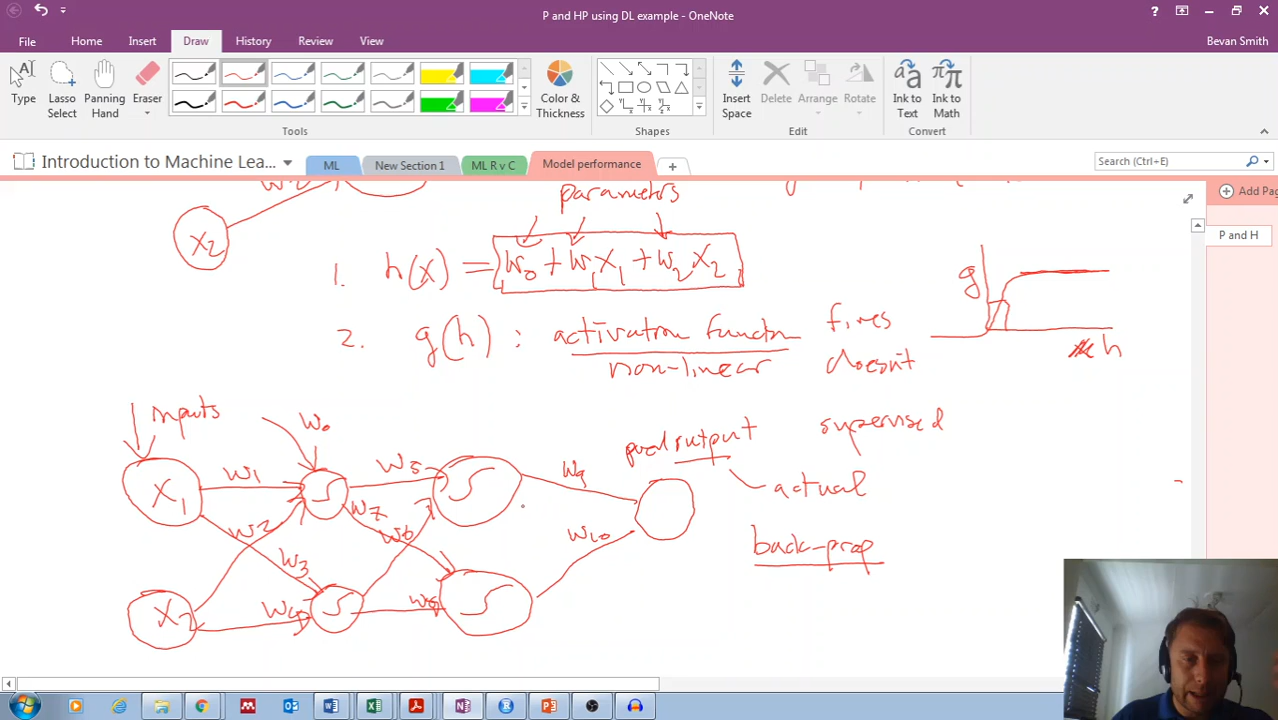 P and HP using DL example - OneNote
File Home Insert Draw History Review View
Bevan Smith
Type
Lasso Select
Panning Hand
Eraser
Color & Thickness
Insert Space
Delete
Arrange
Rotate
Ink to Text
Ink to Math
Tools
Shapes
Edit
Convert
Introduction to Machine Lea...
ML
New Section 1
ML R v C
Model performance
Search (Ctrl+E)
Add Pag
P and H
parameters
X2
1. h(x) = W0 + W1X1 + W2X2
g
2. g(h) : activation function fires
non-linear doesn't
h
inputs W0
supervised
pred output
actual
back-prop
X1 W1 W5 W9
W2 W7 W6 W10
W3
X2 W4 W8